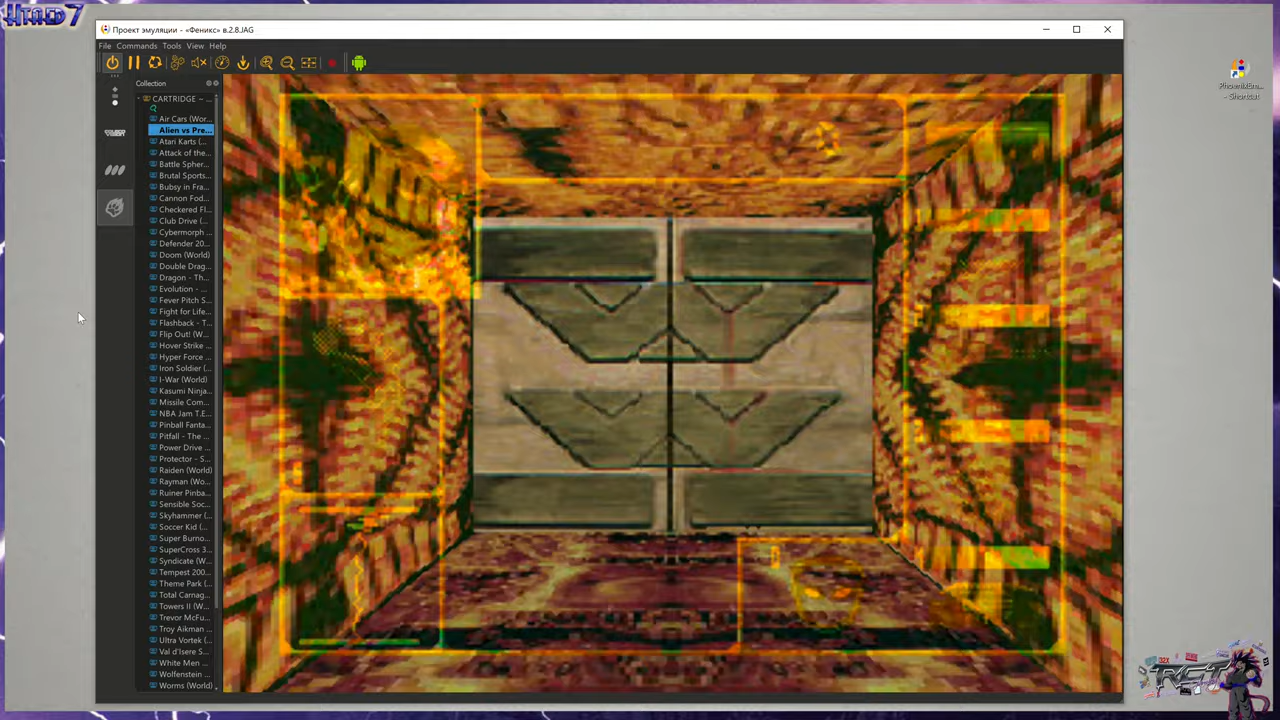 Htaed 7
Проект эмуляции - «Феникс» в.2.8.JAG
File Commands Tools View Help
Collection
CARTRIDGE – ...
Air Cars (Wor...
Alien vs Pre...
Atari Karts (...
Attack of the...
Battle Spher...
Brutal Sports...
Bubsy in Fra...
Cannon Fod...
Checkered Fl...
Club Drive (...
Cybermorph ...
Defender 20...
Doom (World)
Double Drag...
Dragon - Th...
Evolution - ...
Fever Pitch S...
Fight for Life...
Flashback - T...
Flip Out! (W...
Hover Strike ...
Hyper Force ...
Iron Soldier (...
I-War (World)
Kasumi Ninja...
Missile Com...
NBA Jam T.E...
Pinball Fanta...
Pitfall - The ...
Power Drive ...
Protector - S...
Raiden (World)
Rayman (Wo...
Ruiner Pinba...
Sensible Soc...
Skyhammer (...
Soccer Kid (...
Super Burno...
SuperCross 3...
Syndicate (W...
Tempest 200...
Theme Park (...
Total Carnag...
Towers II (W...
Trevor McFu...
Troy Aikman ...
Ultra Vortek (...
Val d'Isere S...
White Men ...
Wolfenstein ...
Worms (World)
PhoenixEm...
- Shortcut